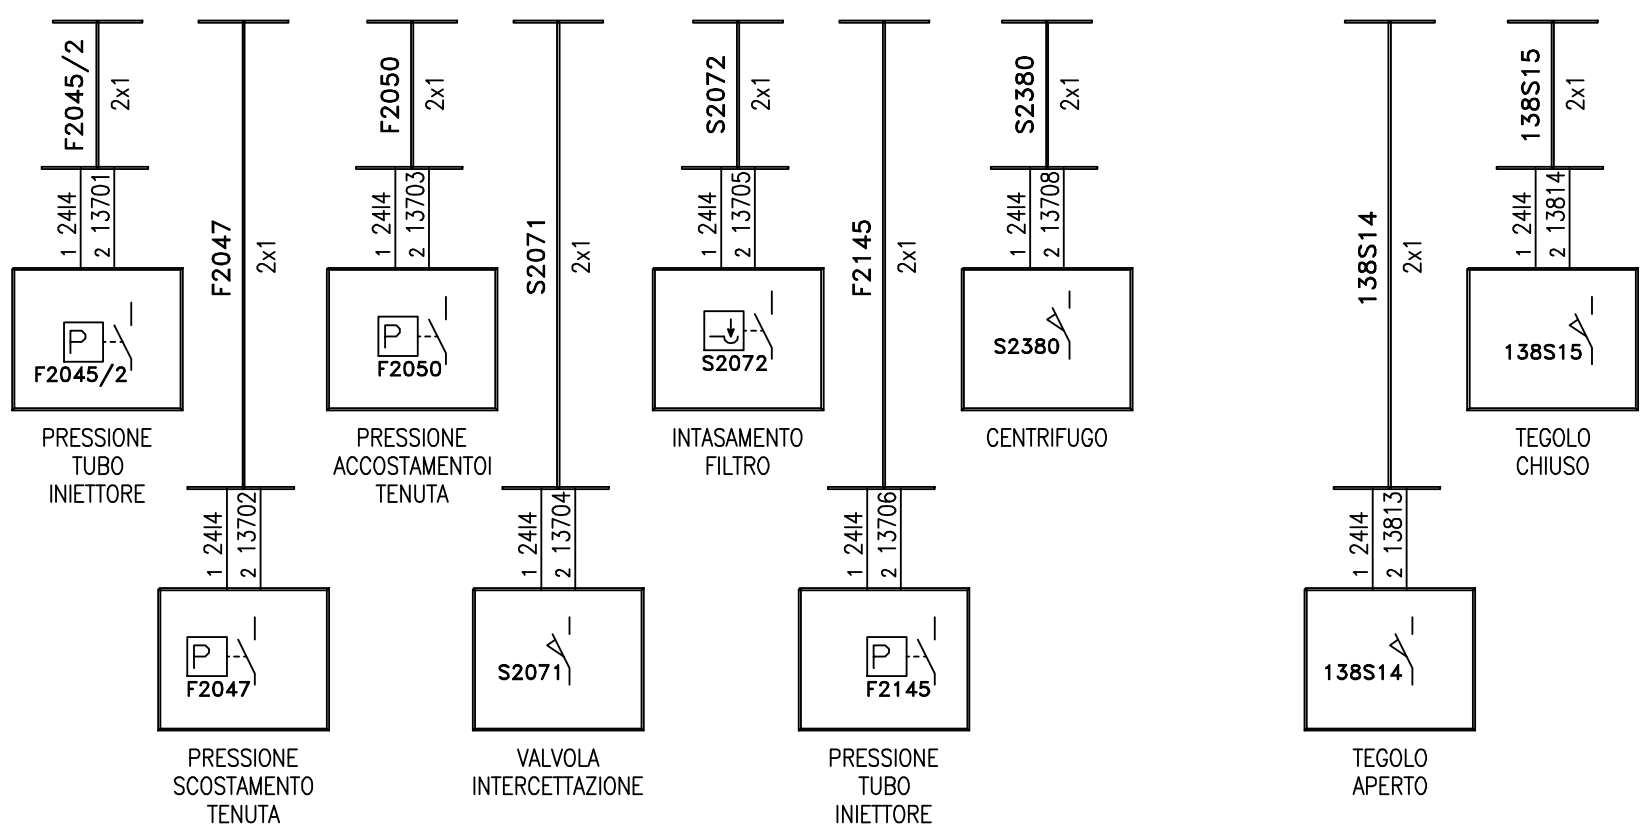 F2045/2
2x1
1 24I4
2 13701
P
F2045/2
PRESSIONE
TUBO
INIETTORE
F2047
2x1
1 24I4
2 13702
P
F2047
PRESSIONE
SCOSTAMENTO
TENUTA
F2050
2x1
1 24I4
2 13703
P
F2050
PRESSIONE
ACCOSTAMENTOI
TENUTA
S2071
2x1
1 24I4
2 13704
S2071
VALVOLA
INTERCETTAZIONE
S2072
2x1
1 24I4
2 13705
S2072
INTASAMENTO
FILTRO
F2145
2x1
1 24I4
2 13706
P
F2145
PRESSIONE
TUBO
INIETTORE
S2380
2x1
1 24I4
2 13708
S2380
CENTRIFUGO
138S14
2x1
1 24I4
2 13813
138S14
TEGOLO
APERTO
138S15
2x1
1 24I4
2 13814
138S15
TEGOLO
CHIUSO